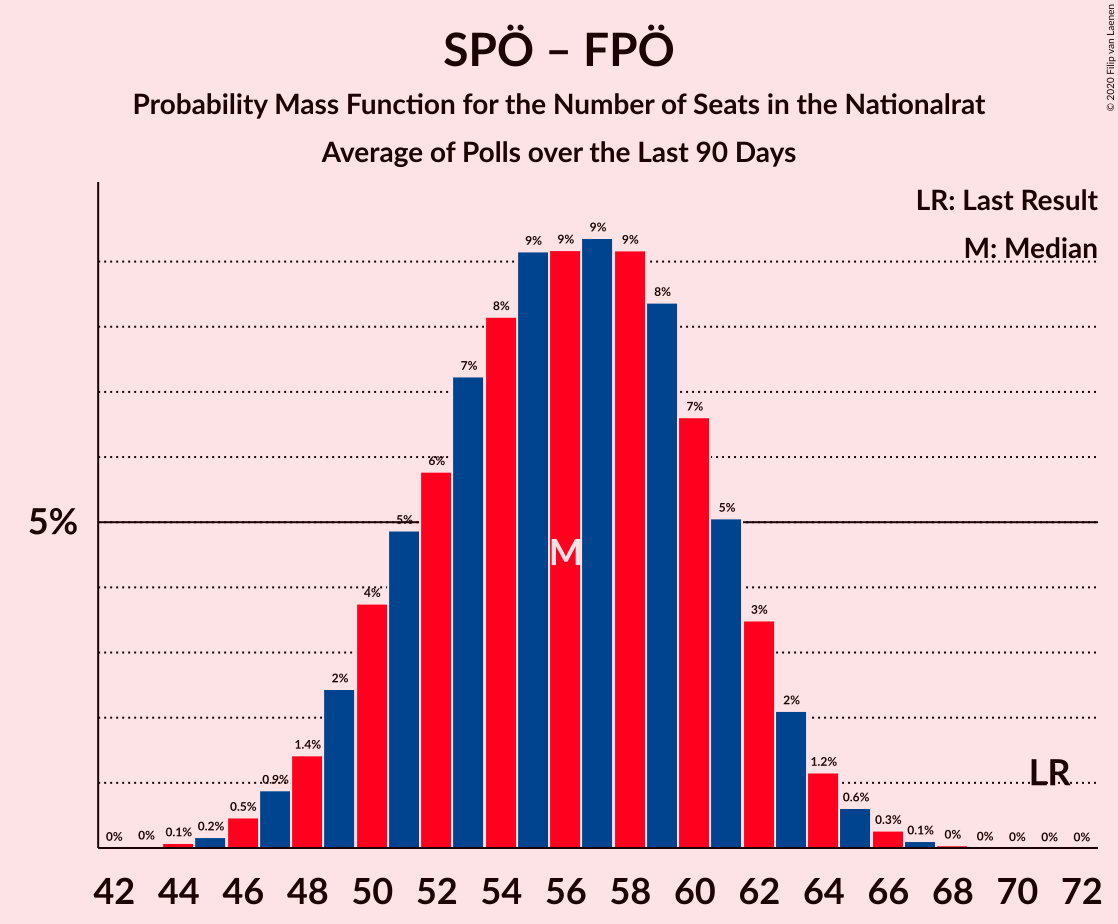 SPÖ – FPÖ
Probability Mass Function for the Number of Seats in the Nationalrat
Average of Polls over the Last 90 Days
© 2020 Filip van Laenen
LR: Last Result
M: Median
5%
0% 0% 0.1% 0.2% 0.5% 0.9% 1.4% 2% 4% 5% 6% 7% 8% 9% 9% 9% 9% 8% 7% 5% 3% 2% 1.2% 0.6% 0.3% 0.1% 0% 0% 0% 0% 0%
M
LR
42 44 46 48 50 52 54 56 58 60 62 64 66 68 70 72